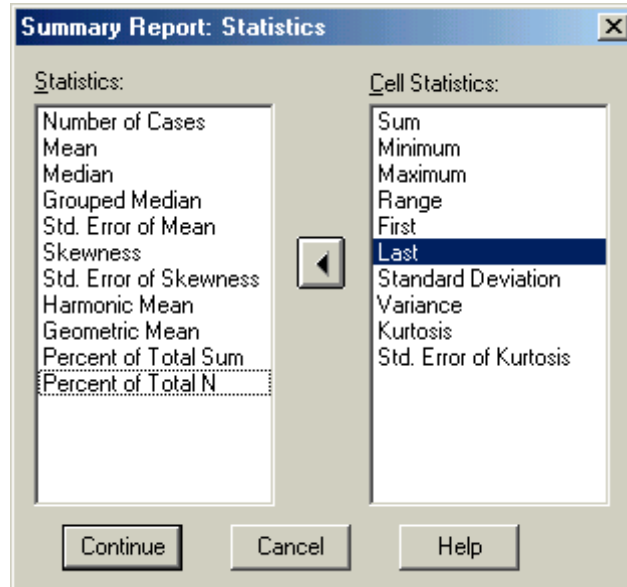 Summary Report: Statistics
Statistics:
Number of Cases
Mean
Median
Grouped Median
Std. Error of Mean
Skewness
Std. Error of Skewness
Harmonic Mean
Geometric Mean
Percent of Total Sum
Percent of Total N
Cell Statistics:
Sum
Minimum
Maximum
Range
First
Last
Standard Deviation
Variance
Kurtosis
Std. Error of Kurtosis
Continue
Cancel
Help